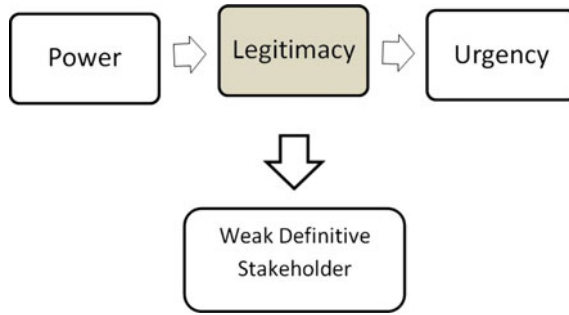 Power
Legitimacy
Urgency
Weak Definitive
Stakeholder